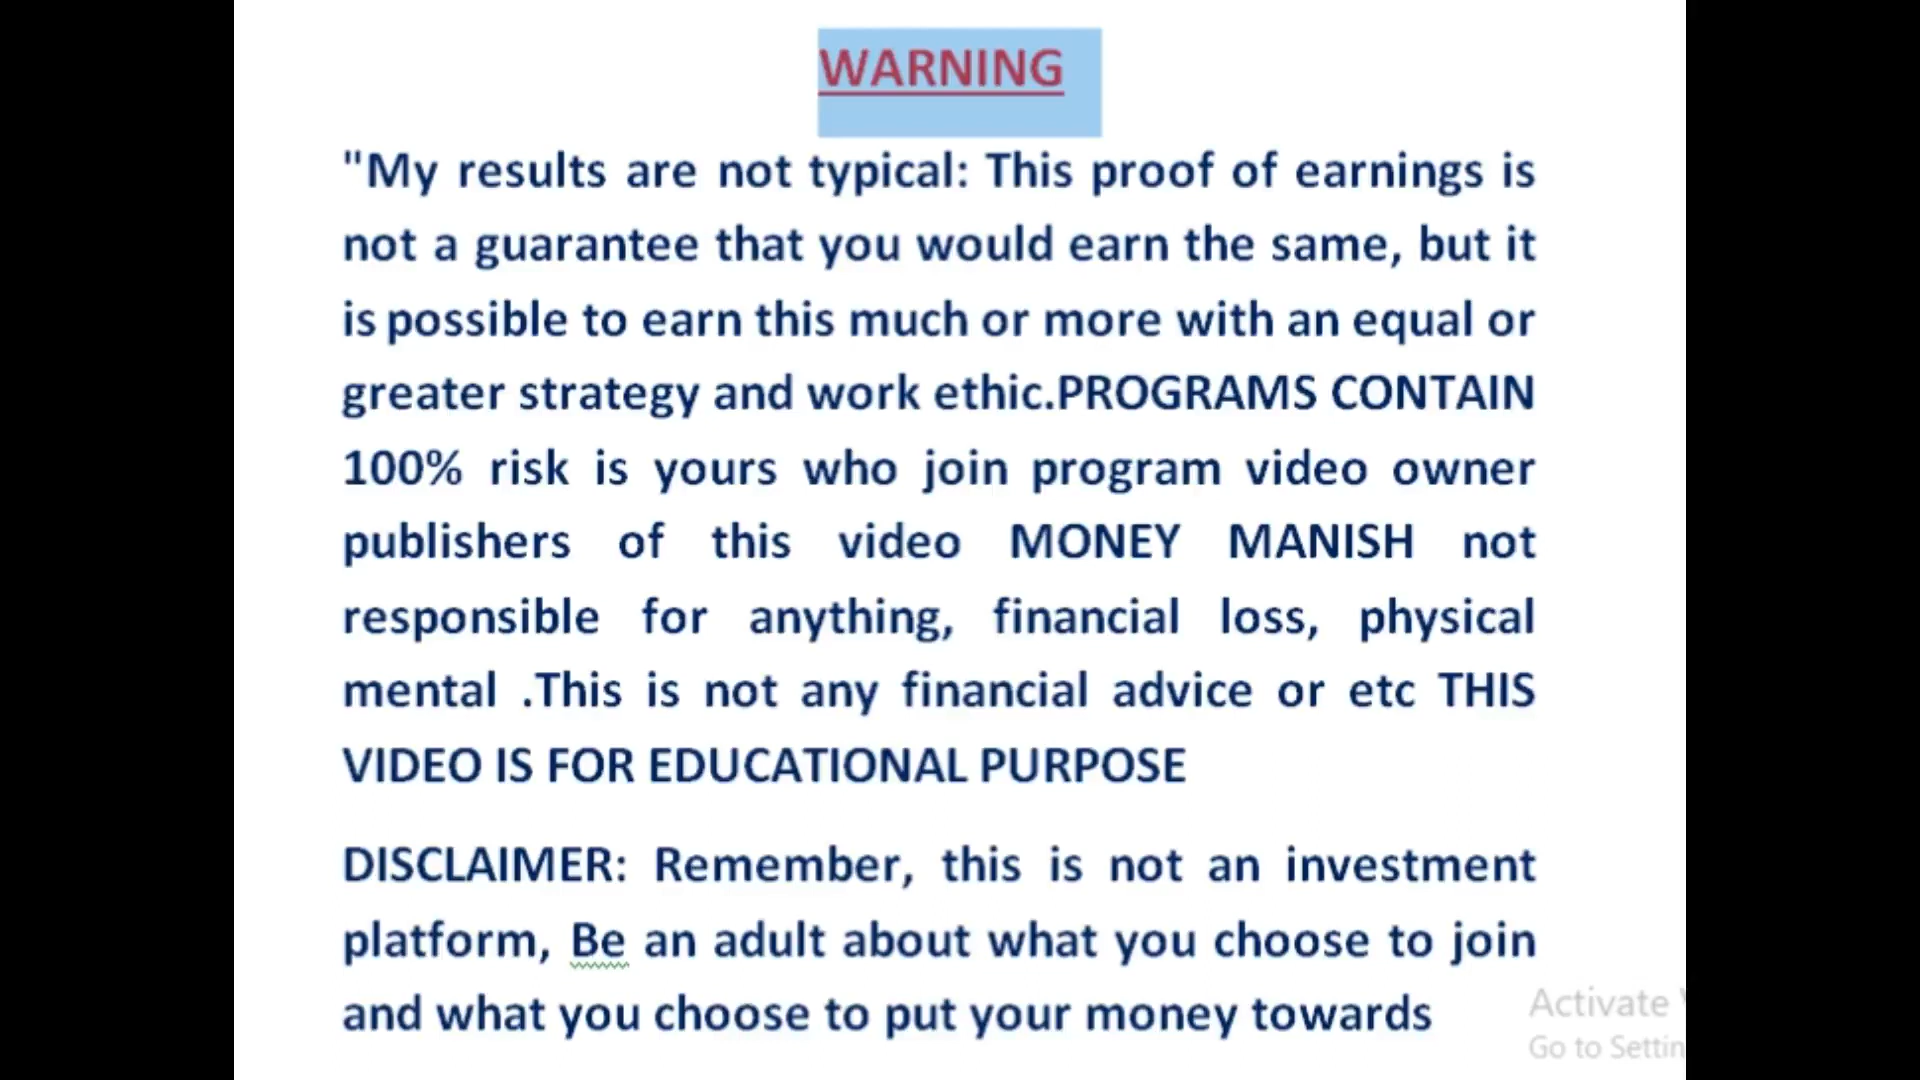 WARNING
"My results are not typical: This proof of earnings is
not a guarantee that you would earn the same, but it
is possible to earn this much or more with an equal or
greater strategy and work ethic.PROGRAMS CONTAIN
100% risk is yours who join program video owner
publishers of this video MONEY MANISH not
responsible for anything, financial loss, physical
mental .This is not any financial advice or etc THIS
VIDEO IS FOR EDUCATIONAL PURPOSE
DISCLAIMER: Remember, this is not an investment
platform, Be an adult about what you choose to join
and what you choose to put your money towards
Activate
Go to Settin